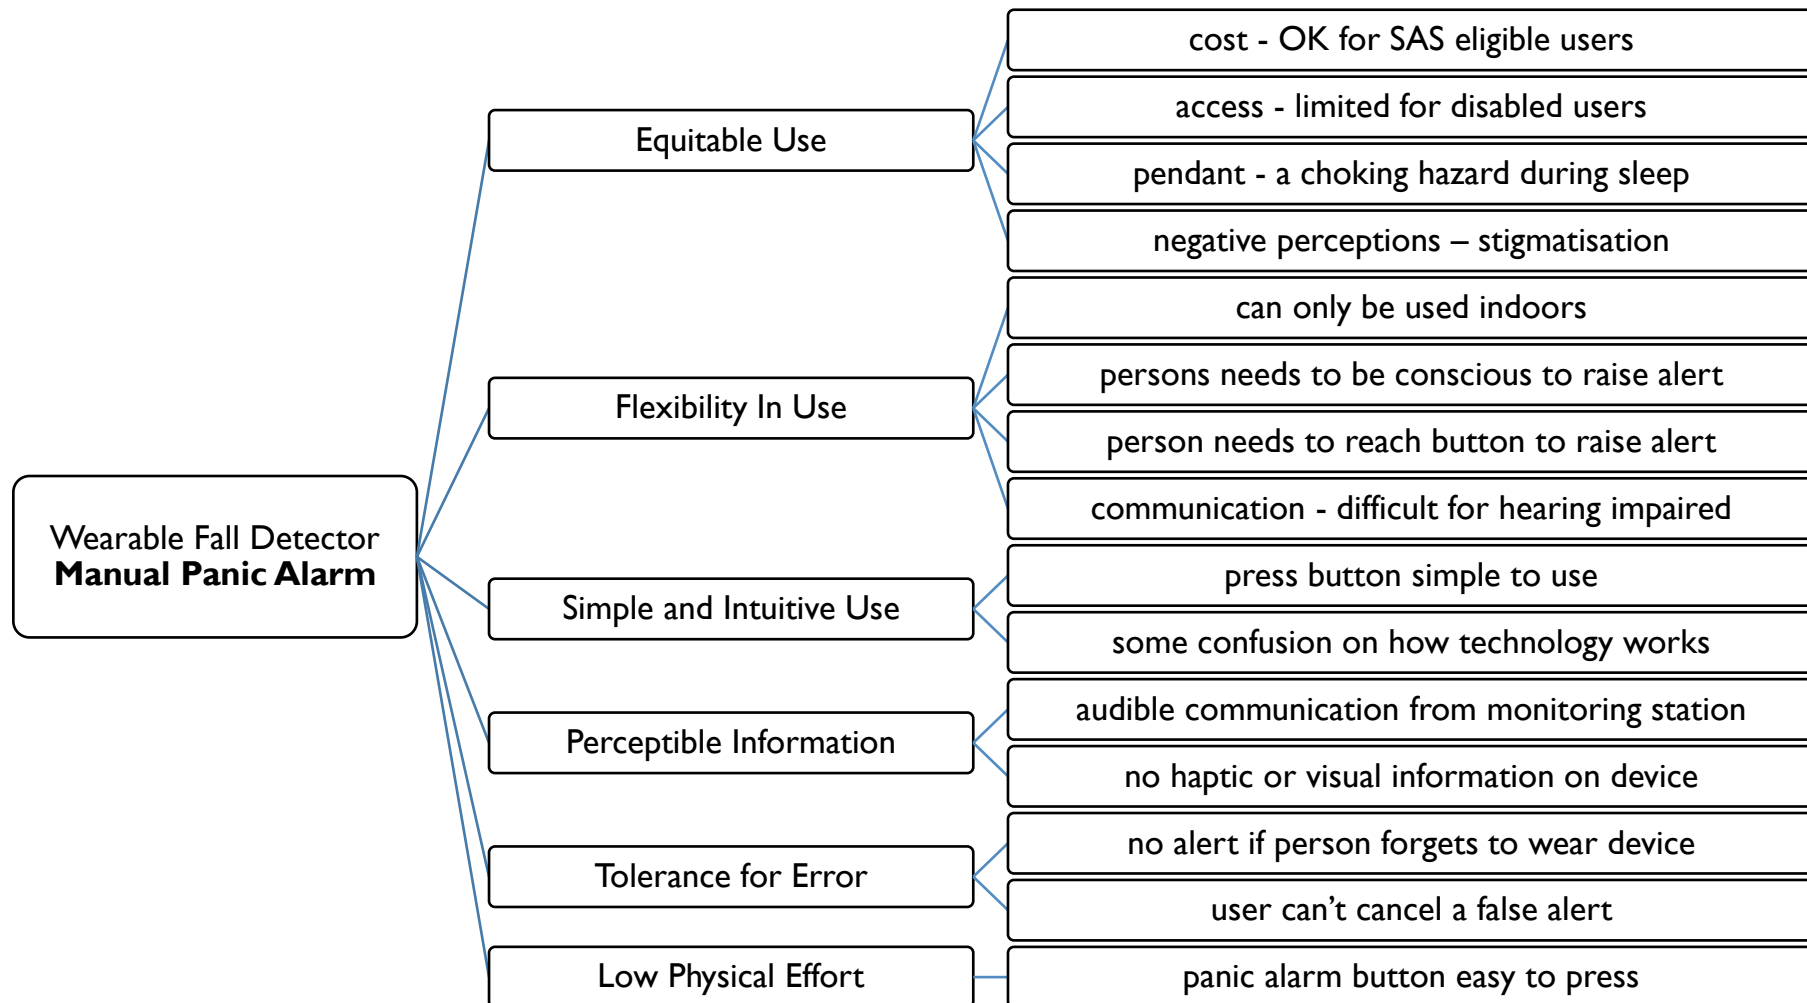 Wearable Fall Detector
Manual Panic Alarm
Equitable Use
cost - OK for SAS eligible users
access - limited for disabled users
pendant - a choking hazard during sleep
negative perceptions – stigmatisation
Flexibility In Use
can only be used indoors
persons needs to be conscious to raise alert
person needs to reach button to raise alert
communication - difficult for hearing impaired
Simple and Intuitive Use
press button simple to use
some confusion on how technology works
Perceptible Information
audible communication from monitoring station
no haptic or visual information on device
Tolerance for Error
no alert if person forgets to wear device
user can’t cancel a false alert
Low Physical Effort
panic alarm button easy to press